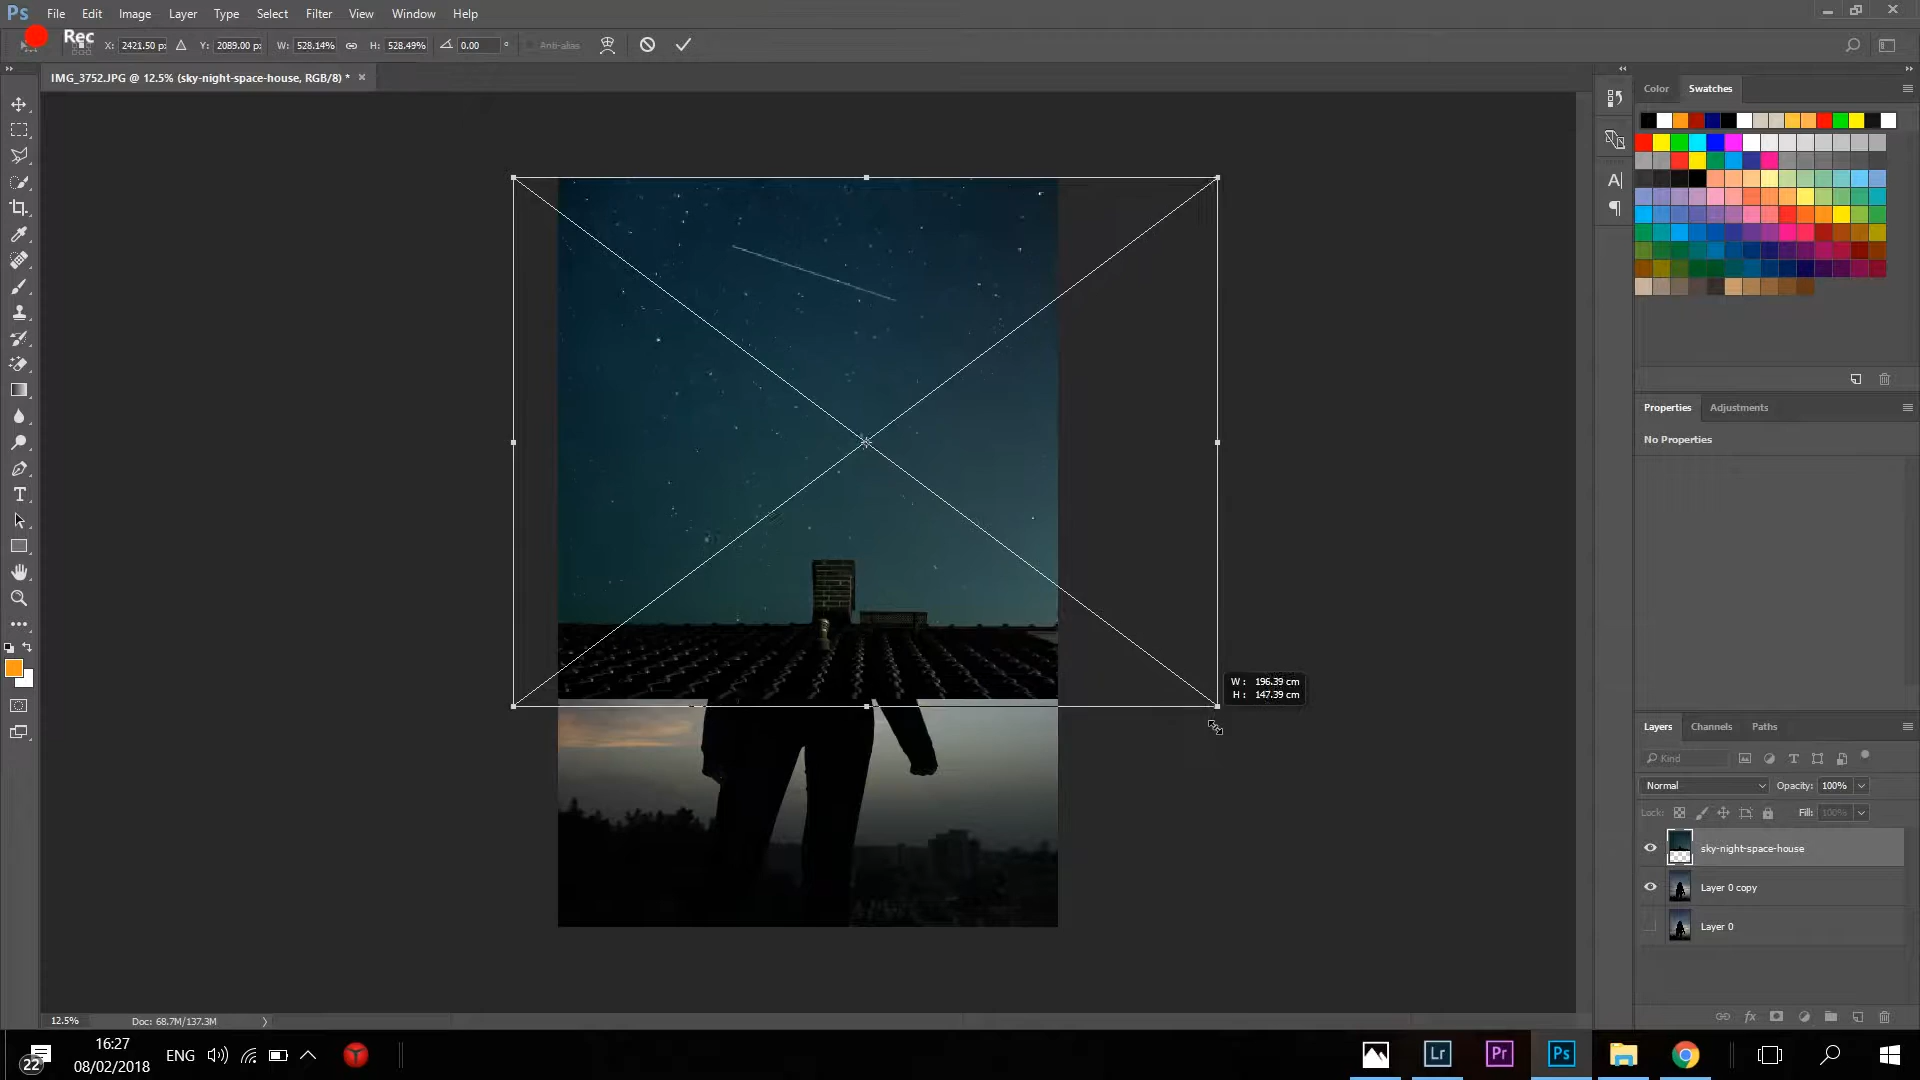 Ps File Edit Image Layer Type Select Filter View Window Help
Rec X: 2421.50 px Y: 2089.00 px W: 528.14% H: 528.49% 0.00 ° Anti-alias
IMG_3752.JPG @ 12.5% (sky-night-space-house, RGB/8) * ×
Color Swatches
Properties Adjustments
No Properties
W : 196.39 cm
H : 147.39 cm
Layers Channels Paths
Kind
Normal Opacity: 100%
Lock: Fill: 100%
sky-night-space-house
Layer 0 copy
Layer 0
12.5% Doc: 68.7M/137.3M
22 16:27 ENG
08/02/2018
Lr Pr Ps